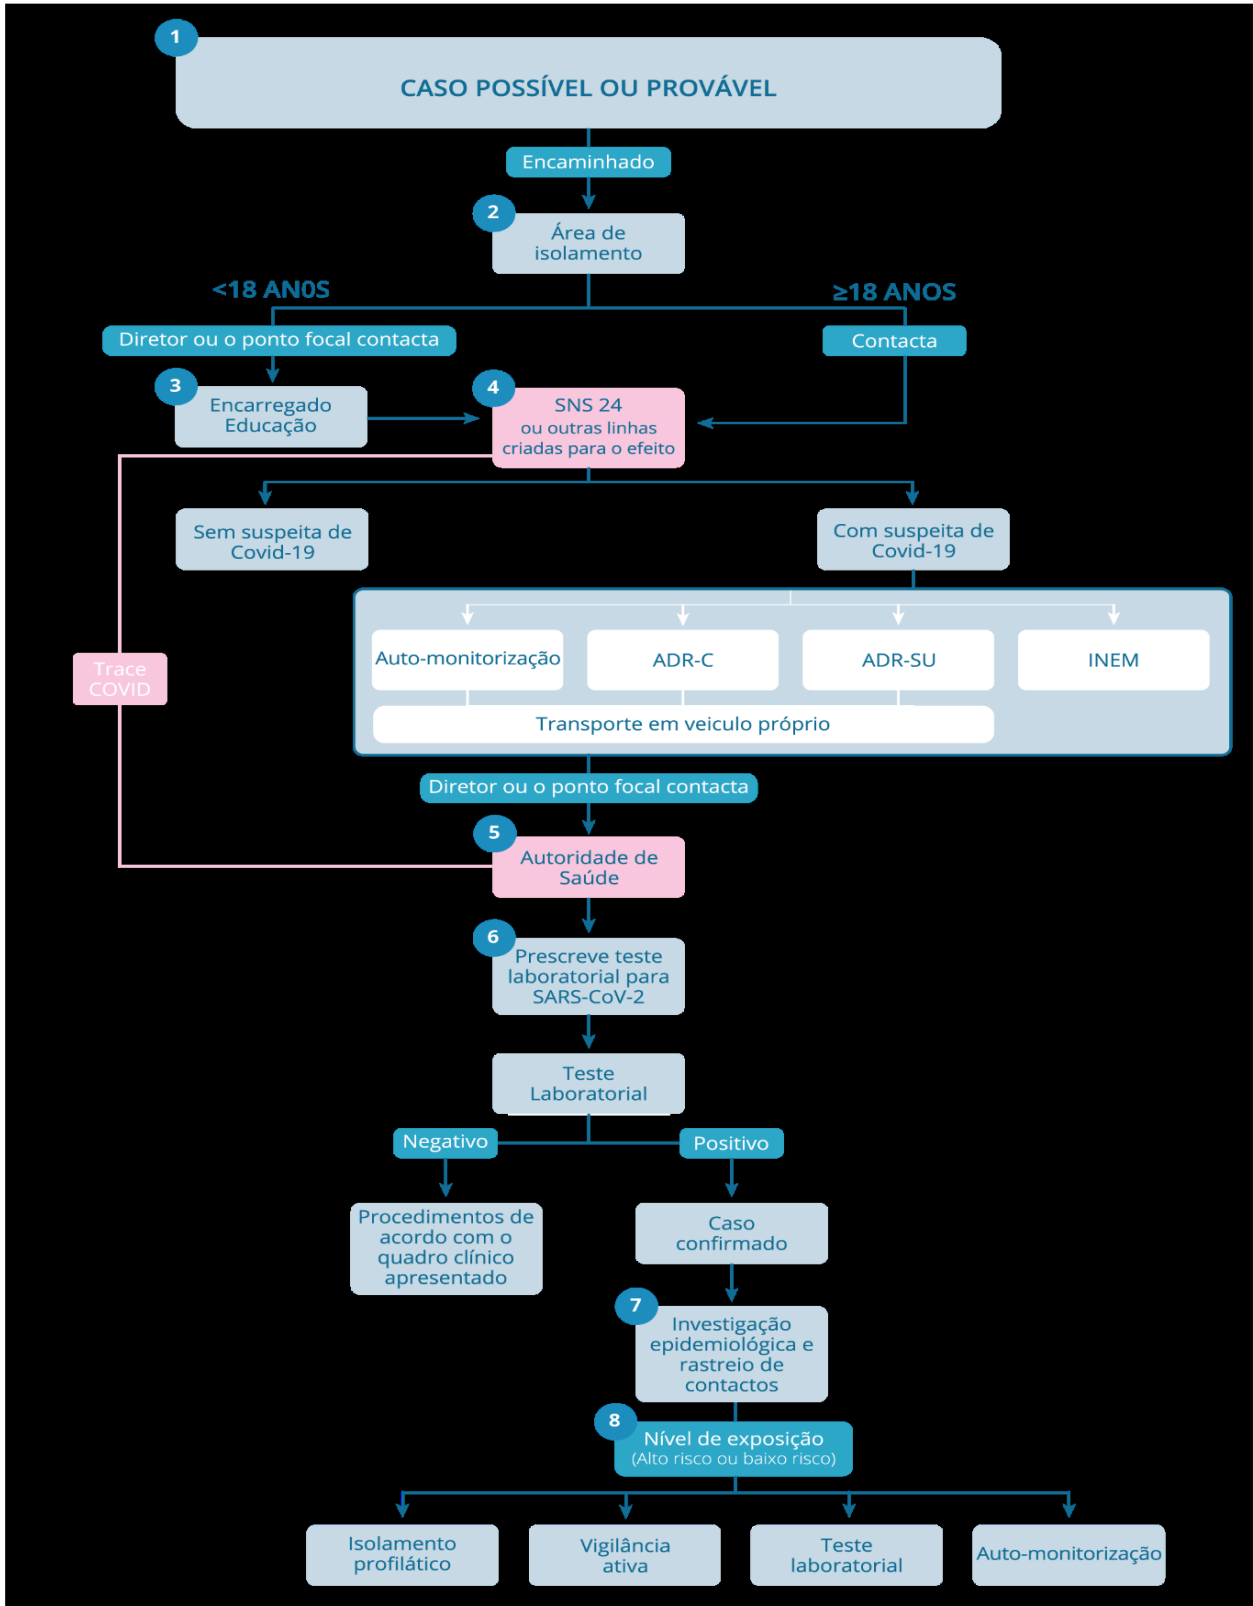 1
CASO POSSÍVEL OU PROVÁVEL
Encaminhado
2
Área de
isolamento
<18 AN0S
≥18 ANOS
Diretor ou o ponto focal contacta
Contacta
3
Encarregado
Educação
4
SNS 24
ou outras linhas
criadas para o efeito
Sem suspeita de
Covid-19
Com suspeita de
Covid-19
Auto-monitorização
ADR-C
ADR-SU
INEM
Transporte em veiculo próprio
Trace
COVID
Diretor ou o ponto focal contacta
5
Autoridade de
Saúde
6
Prescreve teste
laboratorial para
SARS-CoV-2
Teste
Laboratorial
Negativo
Positivo
Procedimentos de
acordo com o
quadro clínico
apresentado
Caso
confirmado
7
Investigação
epidemiológica e
rastreio de
contactos
8
Nível de exposição
(Alto risco ou baixo risco)
Isolamento
profilático
Vigilância
ativa
Teste
laboratorial
Auto-monitorização